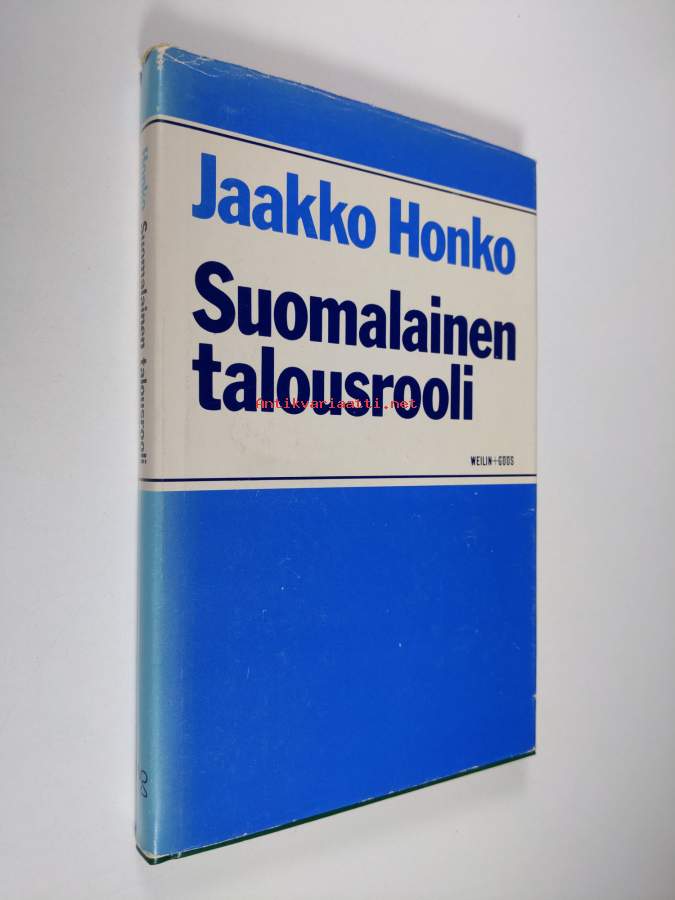 Jaakko Honko
Suomalainen
talousrooli
Antikvariaatti.net
WEILIN+GÖÖS
Honko Suomalainen talousrooli